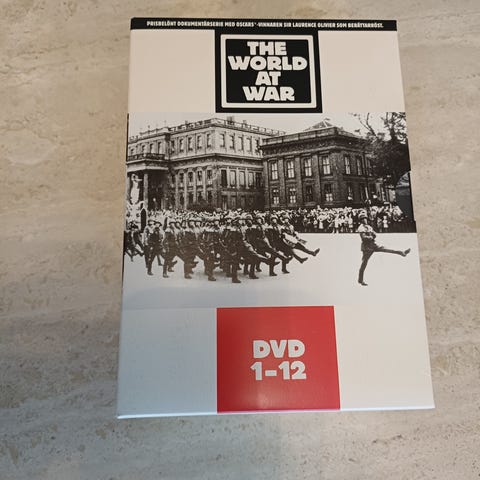 PRISBELÖNT DOKUMENTÄRSERIE MED OSCARS®-VINNAREN SIR LAURENCE OLIVIER SOM BERÄTTARRÖST.
THE
WORLD
AT
WAR
DVD
1-12